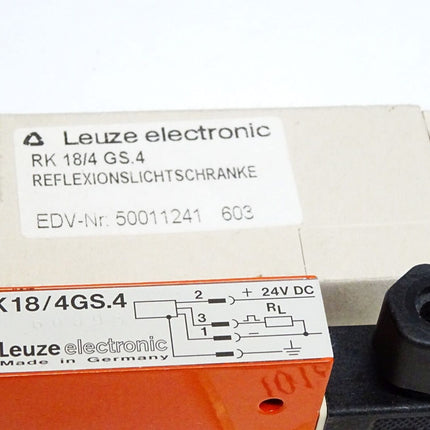 Leuze electronic
RK 18/4 GS.4
REFLEXIONSLICHTSCHRANKE
EDV-Nr. 50011241 603
K18/4GS.4
2 + 24V DC
3 RL
1 −
Leuze electronic
Made in Germany